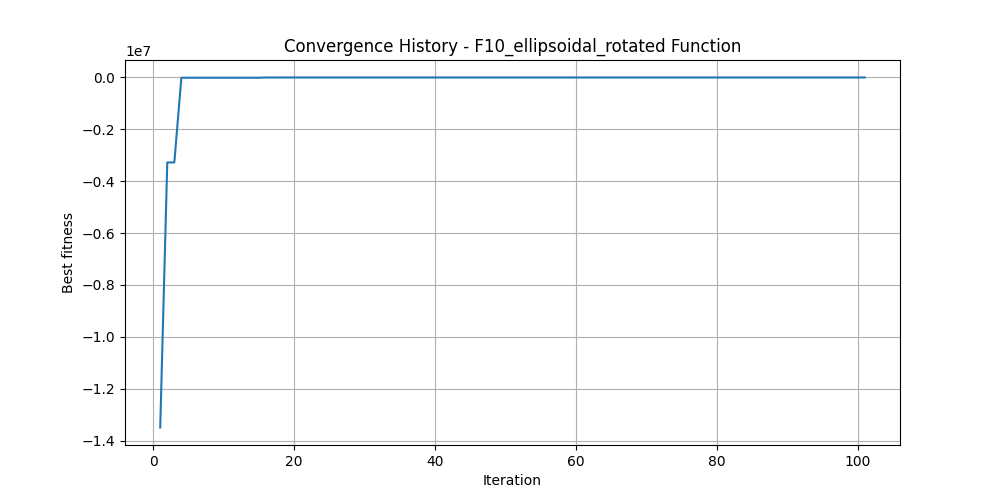 Convergence History - F10_ellipsoidal_rotated Function
1e7
0.0
−0.2
−0.4
−0.6
−0.8
−1.0
−1.2
−1.4
Best fitness
0 20 40 60 80 100
Iteration